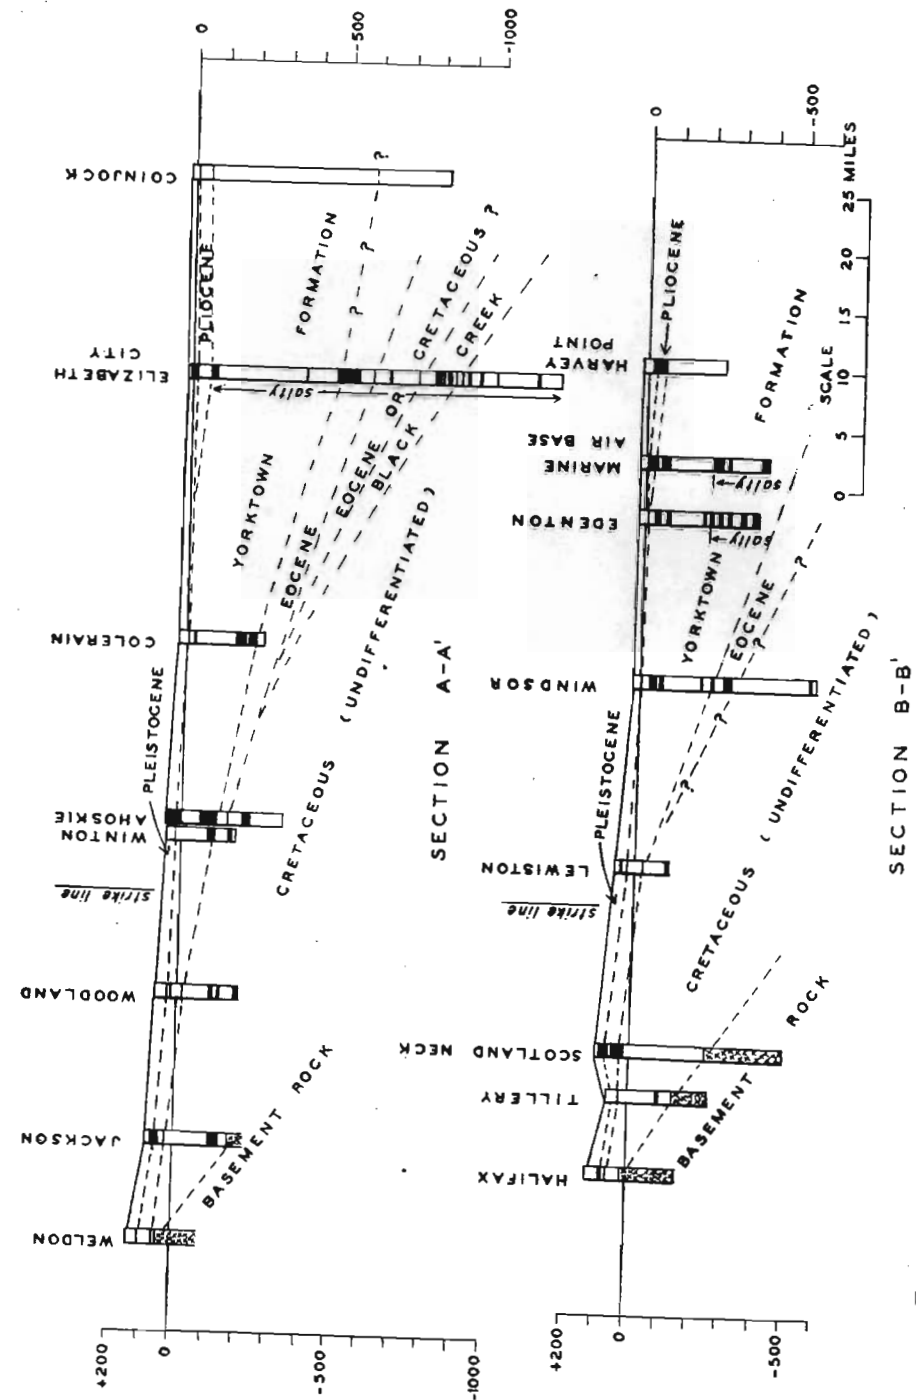 WELDON
JACKSON
WOODLAND
WINTON
AHOSKIE
COLERAIN
ELIZABETH
CITY
COINJOCK
+200
0
-500
-1000
0
-500
-1000
strike line
PLEISTOCENE
PLIOCENE
YORKTOWN FORMATION
EOCENE
EOCENE OR CRETACEOUS ?
BLACK CREEK
CRETACEOUS (UNDIFFERENTIATED)
BASEMENT ROCK
salty
? ? ?
SECTION A-A'
HALIFAX
TILLERY
SCOTLAND NECK
LEWISTON
WINDSOR
EDENTON
MARINE
AIR BASE
HARVEY
POINT
+200
0
-500
0
-500
strike line
PLEISTOCENE
PLIOCENE
YORKTOWN FORMATION
EOCENE
? ? ? ? ?
salty
salty
CRETACEOUS (UNDIFFERENTIATED)
BASEMENT ROCK
0 5 10 15 20 25 MILES
SCALE
SECTION B-B'